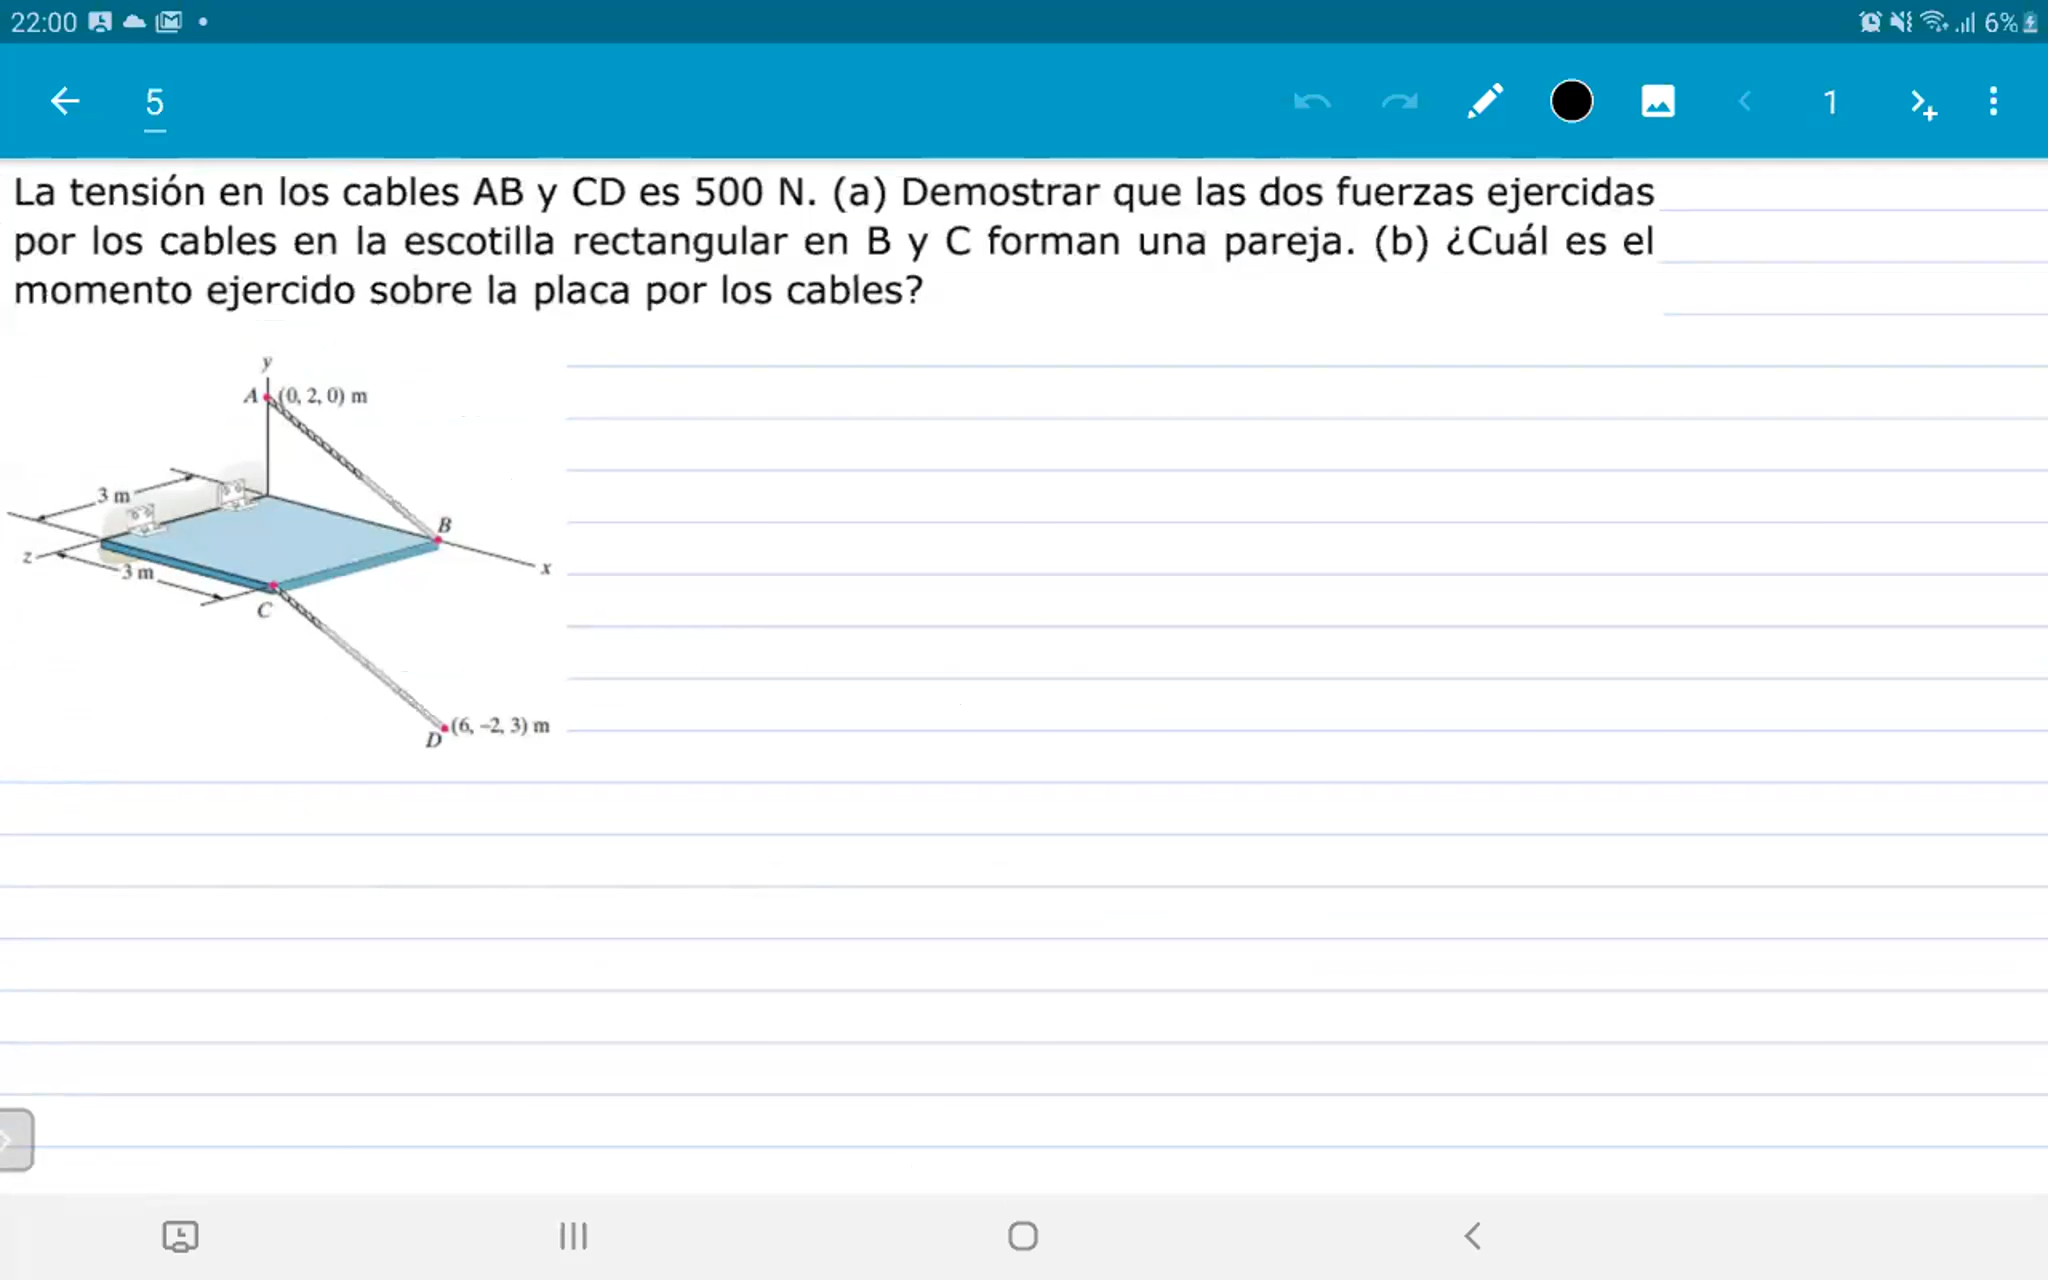 22:00
6%
5
1
La tensión en los cables AB y CD es 500 N. (a) Demostrar que las dos fuerzas ejercidas
por los cables en la escotilla rectangular en B y C forman una pareja. (b) ¿Cuál es el
momento ejercido sobre la placa por los cables?
y
A (0, 2, 0) m
3 m
B
z
3 m
x
C
(6, –2, 3) m
D